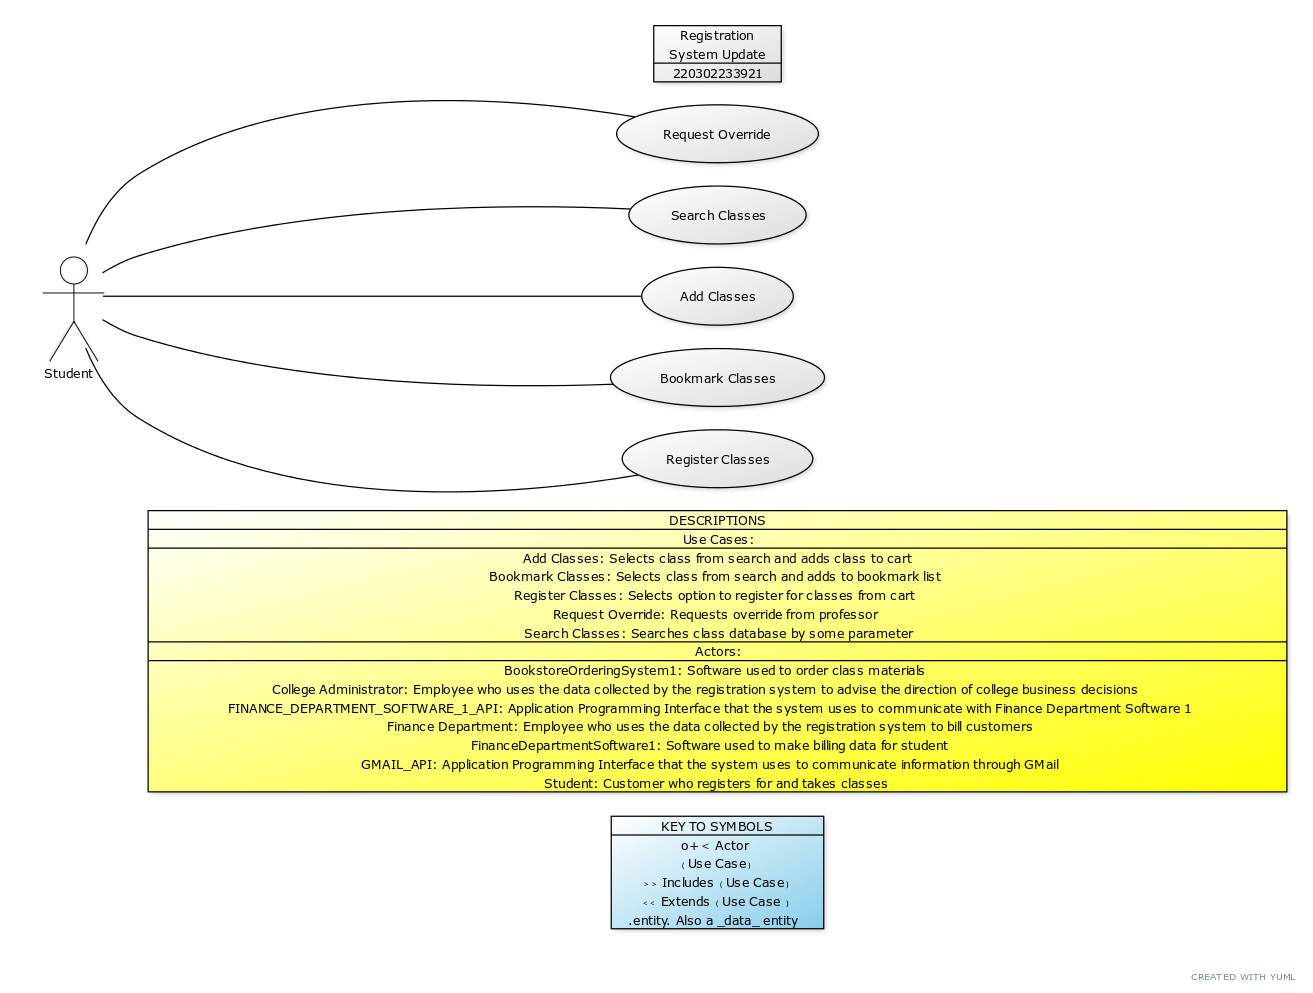 Registration
System Update
220302233921
Request Override
Search Classes
Add Classes
Bookmark Classes
Student
Register Classes
DESCRIPTIONS
Use Cases:
Add Classes: Selects class from search and adds class to cart
Bookmark Classes: Selects class from search and adds to bookmark list
Register Classes: Selects option to register for classes from cart
Request Override: Requests override from professor
Search Classes: Searches class database by some parameter
Actors:
BookstoreOrderingSystem1: Software used to order class materials
College Administrator: Employee who uses the data collected by the registration system to advise the direction of college business decisions
FINANCE_DEPARTMENT_SOFTWARE_1_API: Application Programming Interface that the system uses to communicate with Finance Department Software 1
Finance Department: Employee who uses the data collected by the registration system to bill customers
FinanceDepartmentSoftware1: Software used to make billing data for student
GMAIL_API: Application Programming Interface that the system uses to communicate information through GMail
Student: Customer who registers for and takes classes
KEY TO SYMBOLS
o+< Actor
(Use Case)
>> Includes (Use Case)
<< Extends (Use Case )
.entity. Also a _data_ entity
CREATED WITH YUML